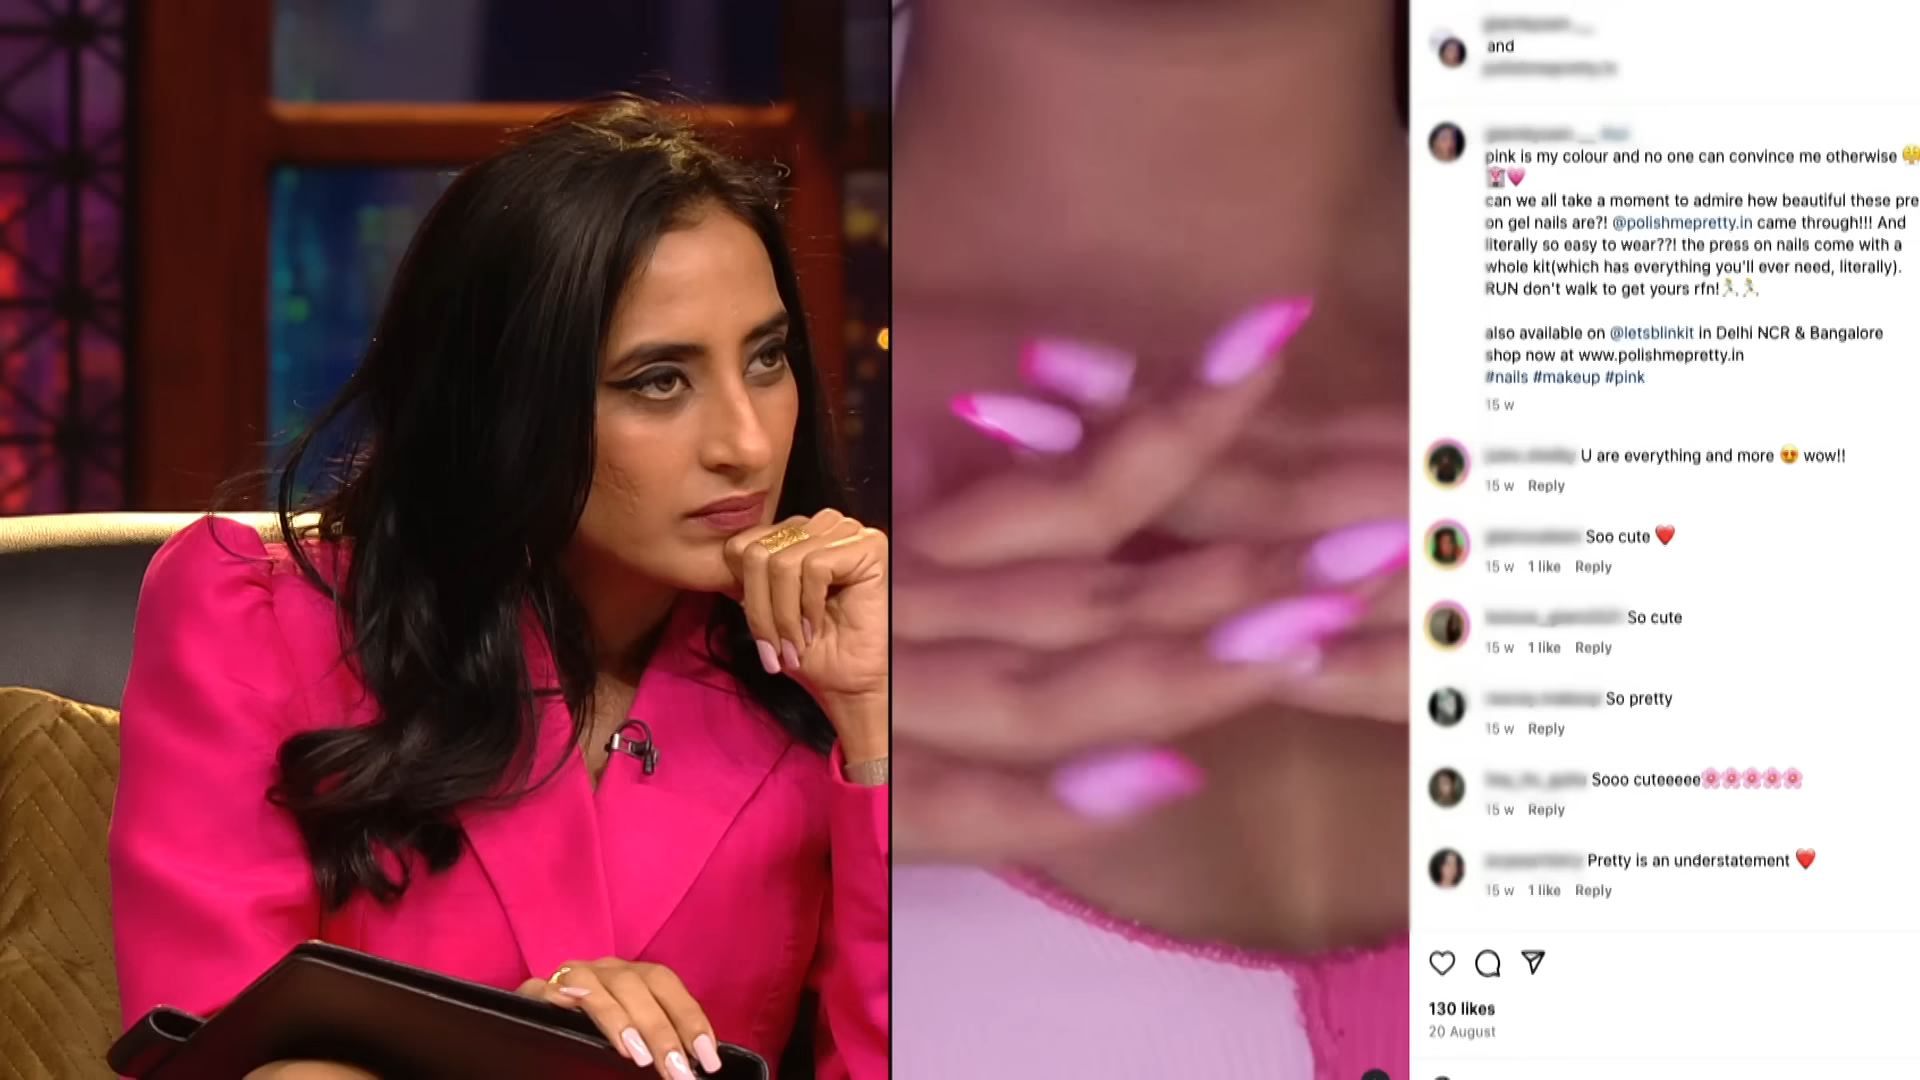 and
pink is my colour and no one can convince me otherwise
can we all take a moment to admire how beautiful these pre
on gel nails are?! @polishmepretty.in came through!!! And
literally so easy to wear??! the press on nails come with a
whole kit(which has everything you'll ever need, literally).
RUN don't walk to get yours rfn!🏃🏃
also available on @letsblinkit in Delhi NCR & Bangalore
shop now at www.polishmepretty.in
#nails #makeup #pink
15 w
U are everything and more 😍 wow!!
15 w Reply
Soo cute ❤️
15 w 1 like Reply
So cute
15 w 1 like Reply
So pretty
15 w Reply
Sooo cuteeeee🌸🌸🌸🌸🌸
15 w Reply
Pretty is an understatement ❤️
15 w 1 like Reply
130 likes
20 August